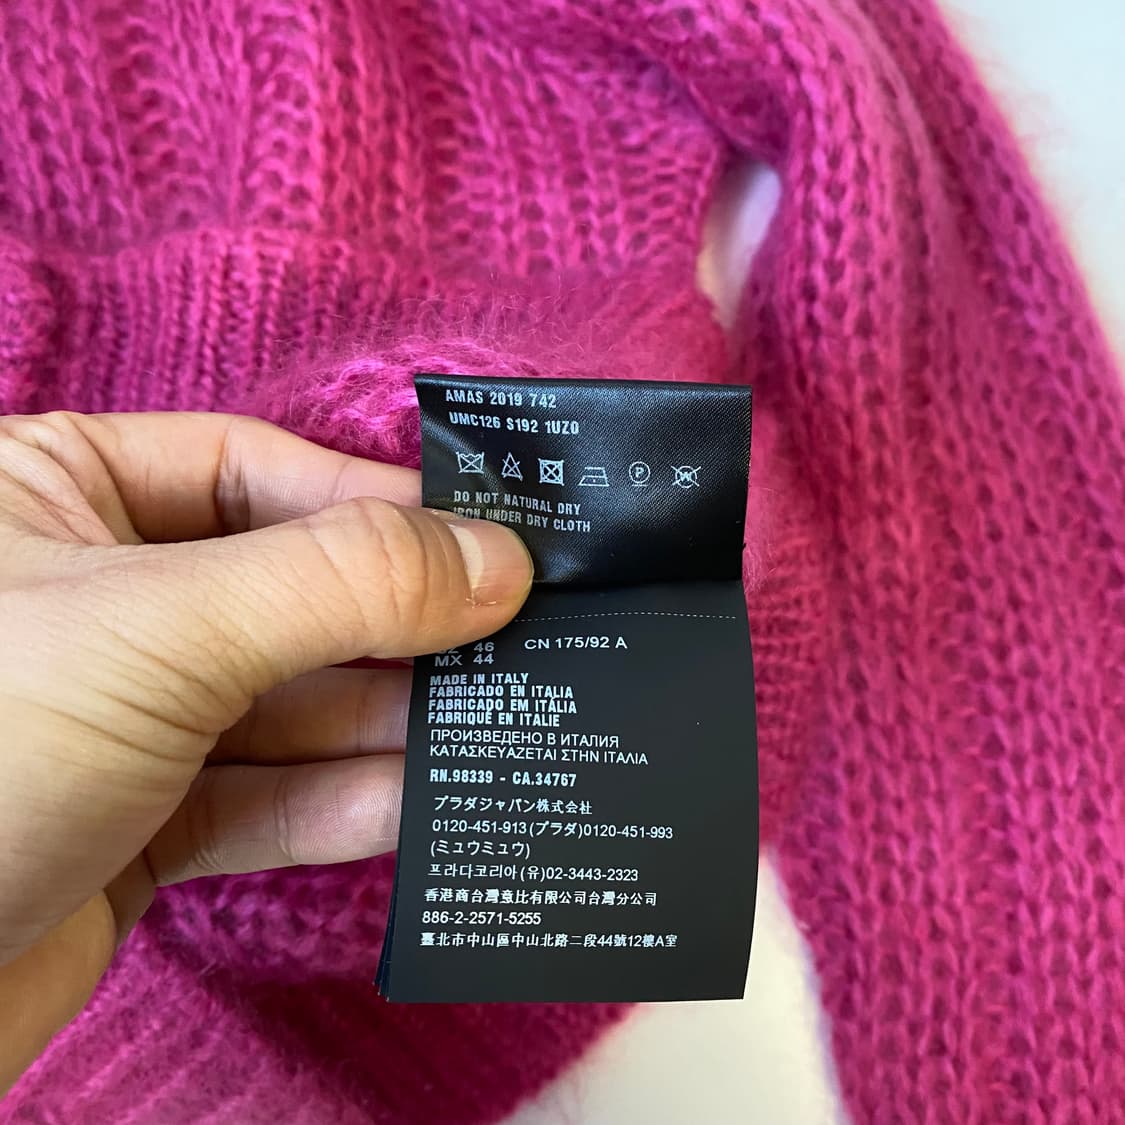 AMAS 2019 742
UMC126 S192 1UZ0
P W
DO NOT NATURAL DRY
IRON UNDER DRY CLOTH
46 CN 175/92 A
MX 44
MADE IN ITALY
FABRICADO EN ITALIA
FABRICADO EM ITÁLIA
FABRIQUÉ EN ITALIE
ПРОИЗВЕДЕНО В ИТАЛИЯ
ΚΑΤΑΣΚΕΥΑΖΕΤΑΙ ΣΤΗΝ ΙΤΑΛΙΑ
RN.98339 - CA.34767
プラダジャパン株式会社
0120-451-913(プラダ)0120-451-993
(ミュウミュウ)
프라다코리아(유)02-3443-2323
香港商台灣意比有限公司台灣分公司
886-2-2571-5255
臺北市中山區中山北路二段44號12樓A室